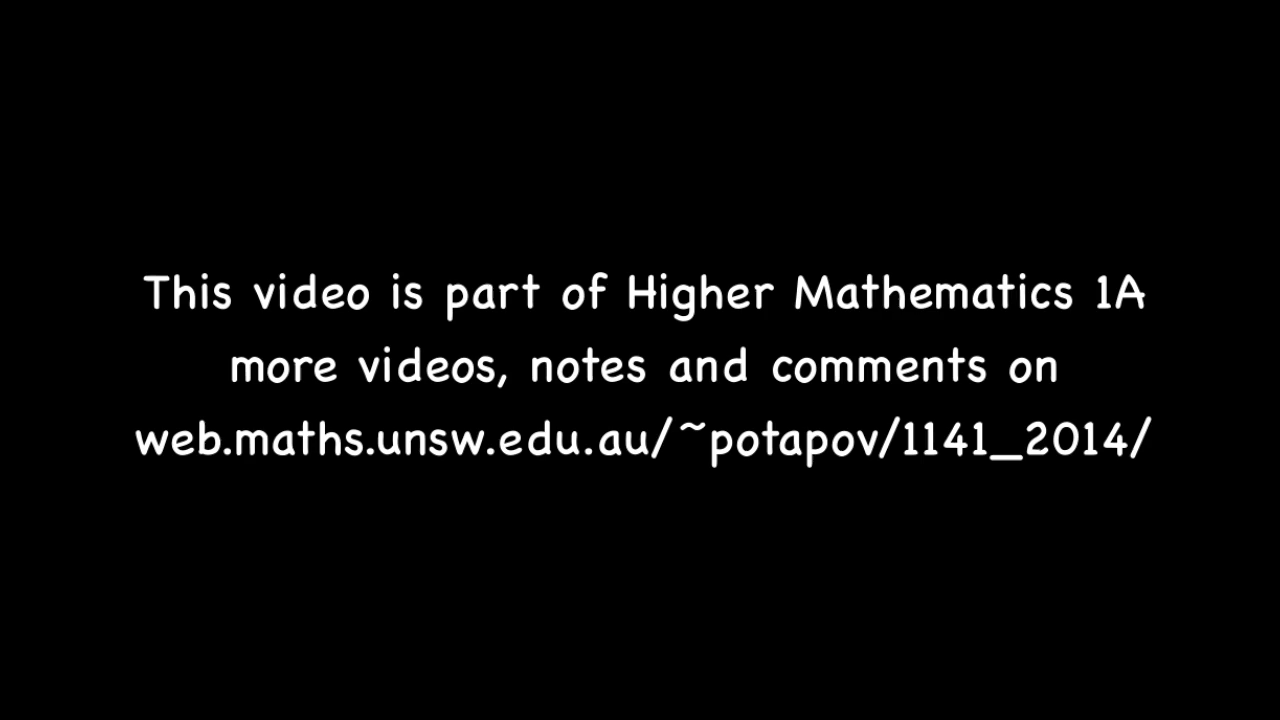 This video is part of Higher Mathematics 1A
more videos, notes and comments on
web.maths.unsw.edu.au/~potapov/1141_2014/